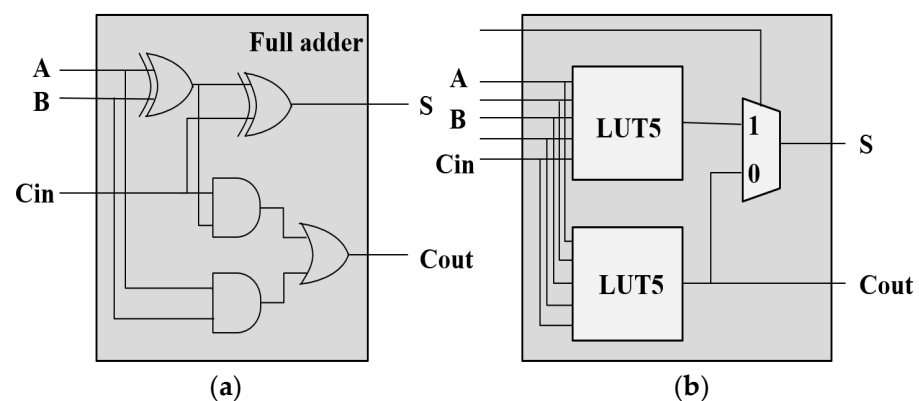 Full adder
A
B
Cin
S
Cout
(a)
A
B
Cin
LUT5
LUT5
1
0
S
Cout
(b)